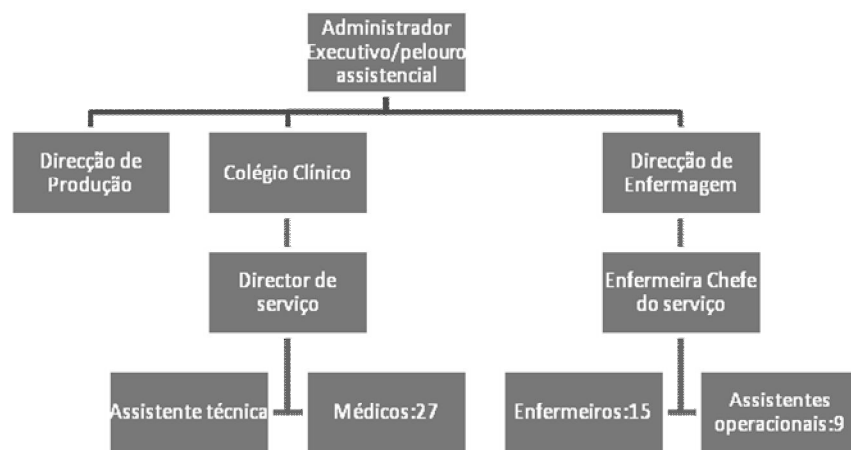 Administrador
Executivo/pelouro
assistencial
Direcção de
Produção
Colégio Clínico
Direcção de
Enfermagem
Director de
serviço
Enfermeira Chefe
do serviço
Assistente técnica
Médicos:27
Enfermeiros:15
Assistentes
operacionais:9